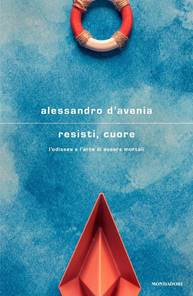 alessandro d'avenia
resisti, cuore
l'odissea e l'arte di essere mortali
MONDADORI